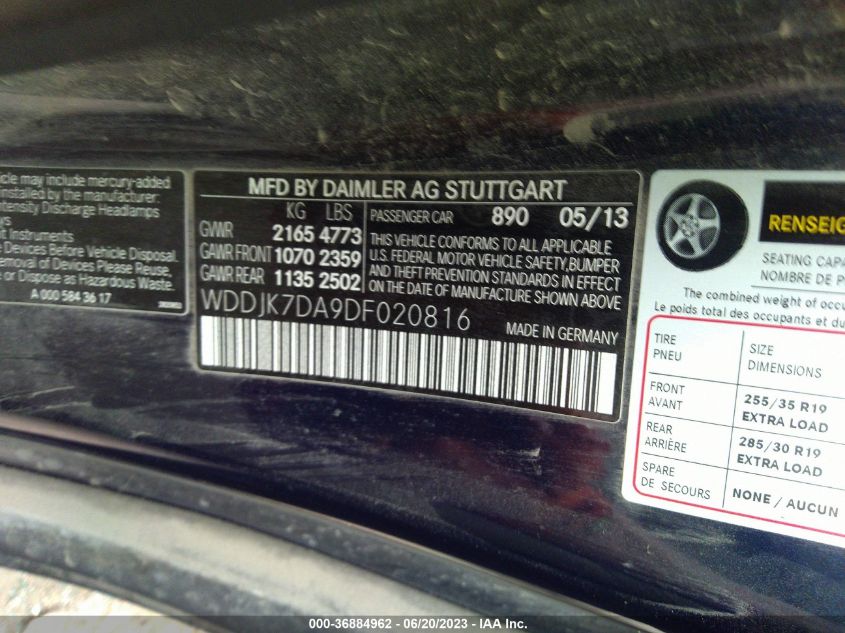 icle may include mercury-added
installed by the manufacturer:
ntensity Discharge Headlamps
ys
nt Instruments
e Devices Before Vehicle Disposal.
emoval of Devices Please Reuse,
e or Dispose as Hazardous Waste.
A 000 584 36 17
MFD BY DAIMLER AG STUTTGART
KG LBS
GVWR 2165 4773
GAWR FRONT 1070 2359
GAWR REAR 1135 2502
PASSENGER CAR 890 05/13
THIS VEHICLE CONFORMS TO ALL APPLICABLE
U.S. FEDERAL MOTOR VEHICLE SAFETY,BUMPER
AND THEFT PREVENTION STANDARDS IN EFFECT
ON THE DATE OF MANUFACTURE SHOWN ABOVE
WDDJK7DA9DF020816
MADE IN GERMANY
RENSEIG
SEATING CAPA
NOMBRE DE P
The combined weight of occu
Le poids total des occupants et du
TIRE
PNEU
SIZE
DIMENSIONS
FRONT
AVANT
255/35 R19
EXTRA LOAD
REAR
ARRIÈRE
285/30 R19
EXTRA LOAD
SPARE
DE SECOURS
NONE / AUCUN
000-36884962 - 06/20/2023 - IAA Inc.